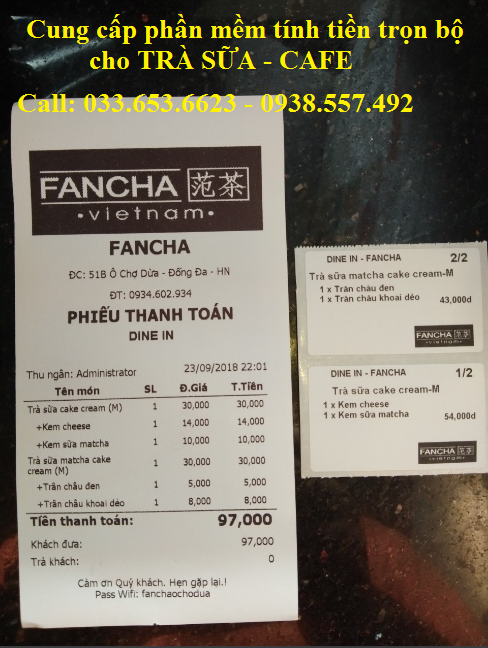 Cung cấp phần mềm tính tiền trọn bộ
cho TRÀ SỮA - CAFE
Call: 033.653.6623 - 0938.557.492
FANCHA 范茶
•vietnam•
FANCHA
ĐC: 51B Ô Chợ Dừa - Đống Đa - HN
ĐT: 0934.602.934
PHIẾU THANH TOÁN
DINE IN
Thu ngân: Administrator 23/09/2018 22:01
Tên món SL Đ.Giá T.Tiền
Trà sữa cake cream (M) 1 30,000 30,000
+Kem cheese 1 14,000 14,000
+Kem sữa matcha 1 10,000 10,000
Trà sữa matcha cake 1 30,000 30,000
cream (M)
+Trân châu đen 1 5,000 5,000
+Trân châu khoai dẻo 1 8,000 8,000
Tiền thanh toán: 97,000
Khách đưa: 97,000
Trả khách: 0
Cảm ơn Quý khách. Hẹn gặp lại.!
Pass Wifi: fanchaochodua
DINE IN - FANCHA 2/2
Trà sữa matcha cake cream-M
1 x Trân châu đen
1 x Trân châu khoai dẻo 43,000đ
FANCHA 范茶
•vietnam•
DINE IN - FANCHA 1/2
Trà sữa cake cream-M
1 x Kem cheese
1 x Kem sữa matcha 54,000đ
FANCHA 范茶
•vietnam•